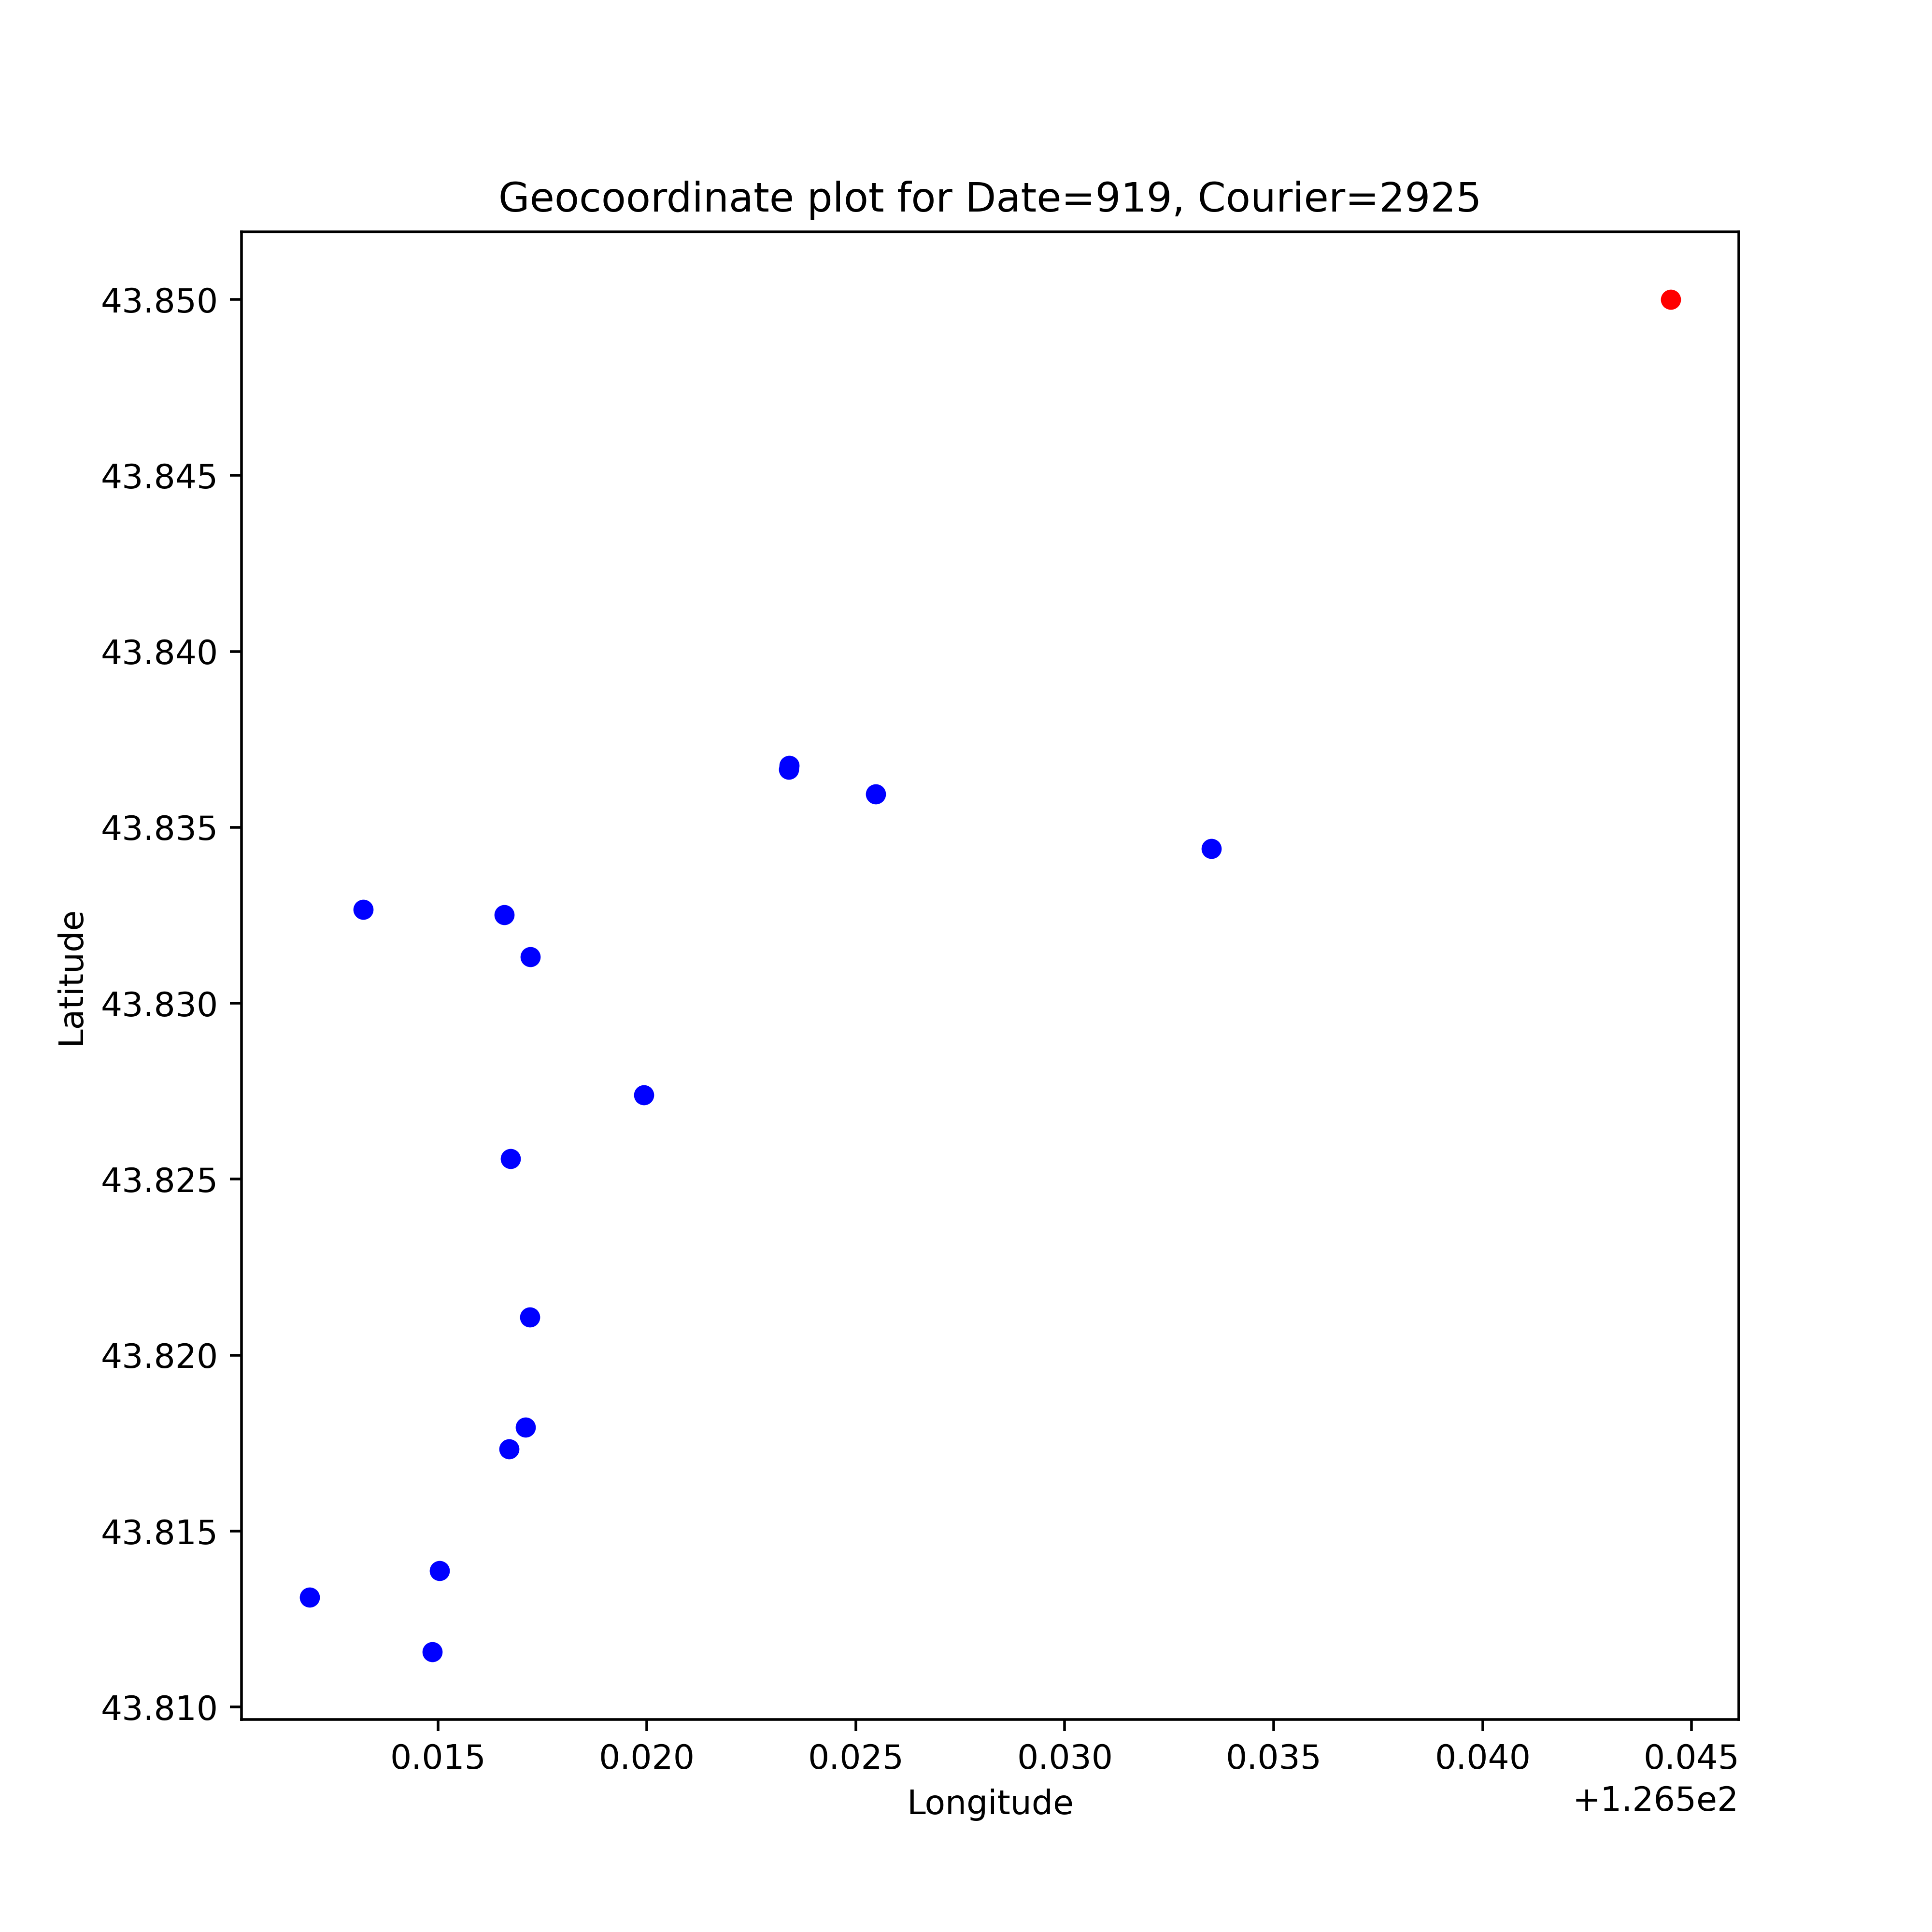 Geocoordinate plot for Date=919, Courier=2925
43.850
43.845
43.840
43.835
43.830
43.825
43.820
43.815
43.810
Latitude
0.015 0.020 0.025 0.030 0.035 0.040 0.045
Longitude
+1.265e2